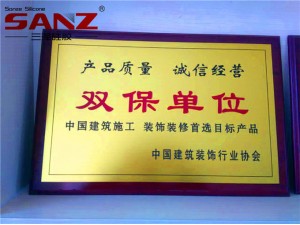 Sanse Silicone
SANZ
产品质量 诚信经营
双保单位
中国建筑施工 装饰装修首选目标产品
中国建筑装饰行业协会